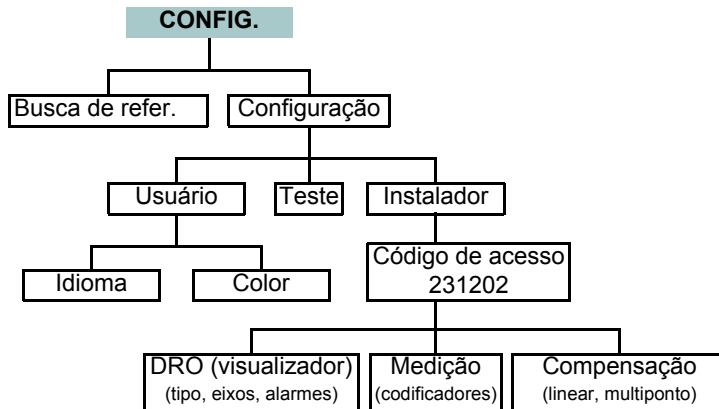 CONFIG.
Busca de refer.
Configuração
Usuário
Teste
Instalador
Idioma
Color
Código de acesso
231202
DRO (visualizador)
(tipo, eixos, alarmes)
Medição
(codificadores)
Compensação
(linear, multiponto)